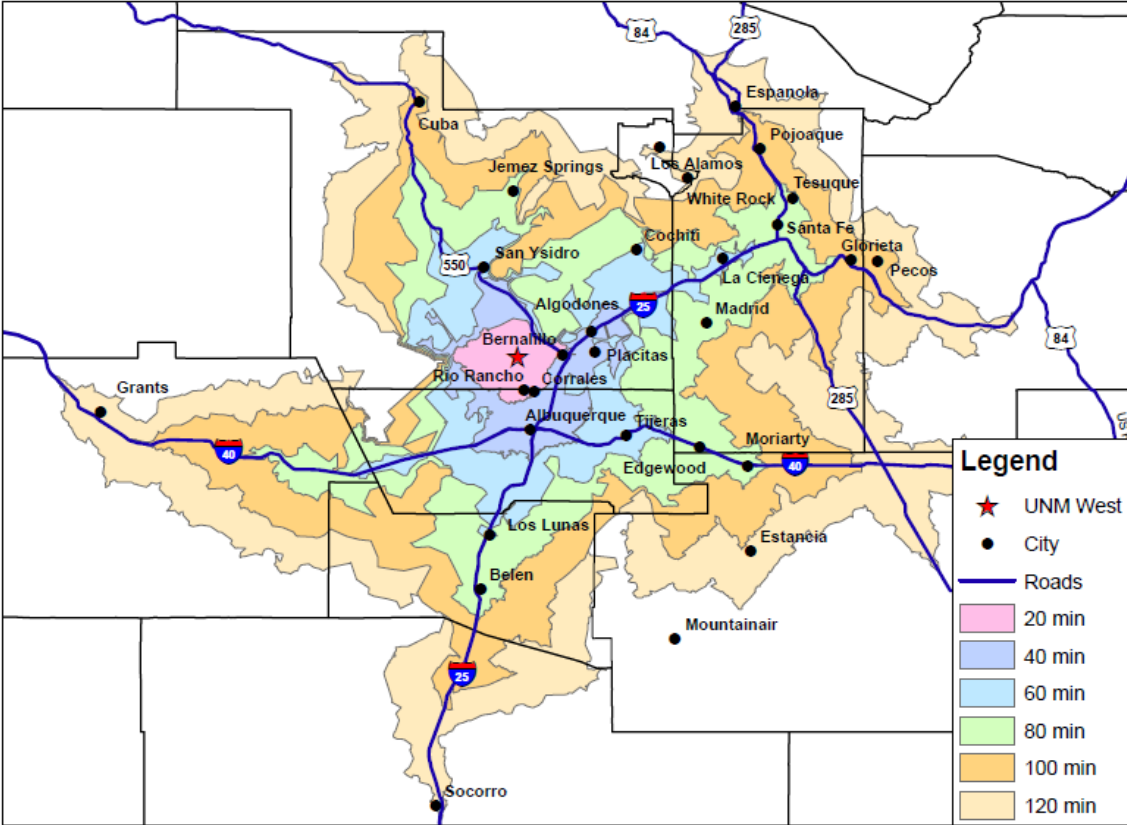 285
84
Espanola
Cuba
Pojoaque
Los Alamos
Jemez Springs
Tesuque
White Rock
Santa Fe
Cochiti
Glorieta
San Ysidro
550
Pecos
La Cienega
Algodones
25
Madrid
Bernalillo
84
Placitas
Rio Rancho
Corrales
Grants
285
Albuquerque
Tijeras
Moriarty
40
Edgewood
40
Los Lunas
Estancia
Belen
Mountainair
25
Socorro
Legend
UNM West
City
Roads
20 min
40 min
60 min
80 min
100 min
120 min